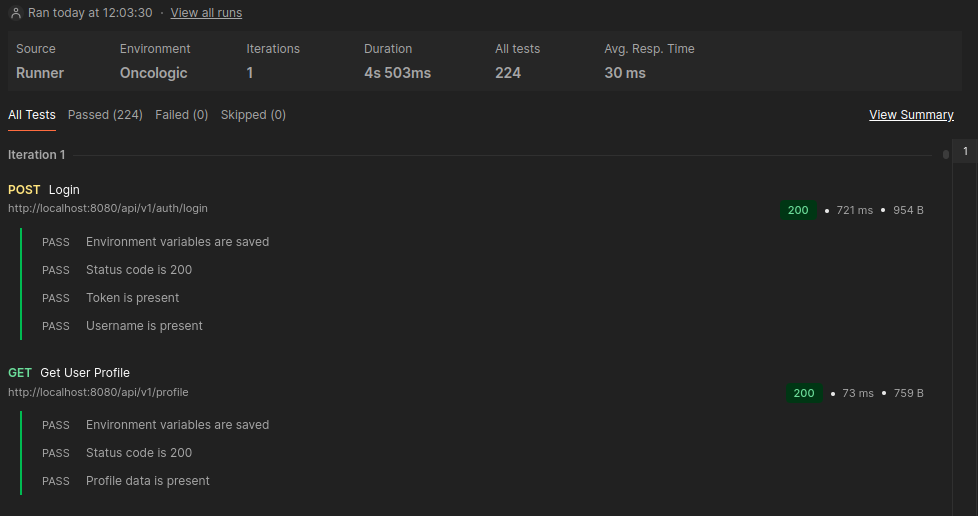 Ran today at 12:03:30 · View all runs
Source Environment Iterations Duration All tests Avg. Resp. Time
Runner Oncologic 1 4s 503ms 224 30 ms
All Tests Passed (224) Failed (0) Skipped (0) View Summary
Iteration 1 1
POST Login
http://localhost:8080/api/v1/auth/login 200 • 721 ms • 954 B
PASS Environment variables are saved
PASS Status code is 200
PASS Token is present
PASS Username is present
GET Get User Profile
http://localhost:8080/api/v1/profile 200 • 73 ms • 759 B
PASS Environment variables are saved
PASS Status code is 200
PASS Profile data is present